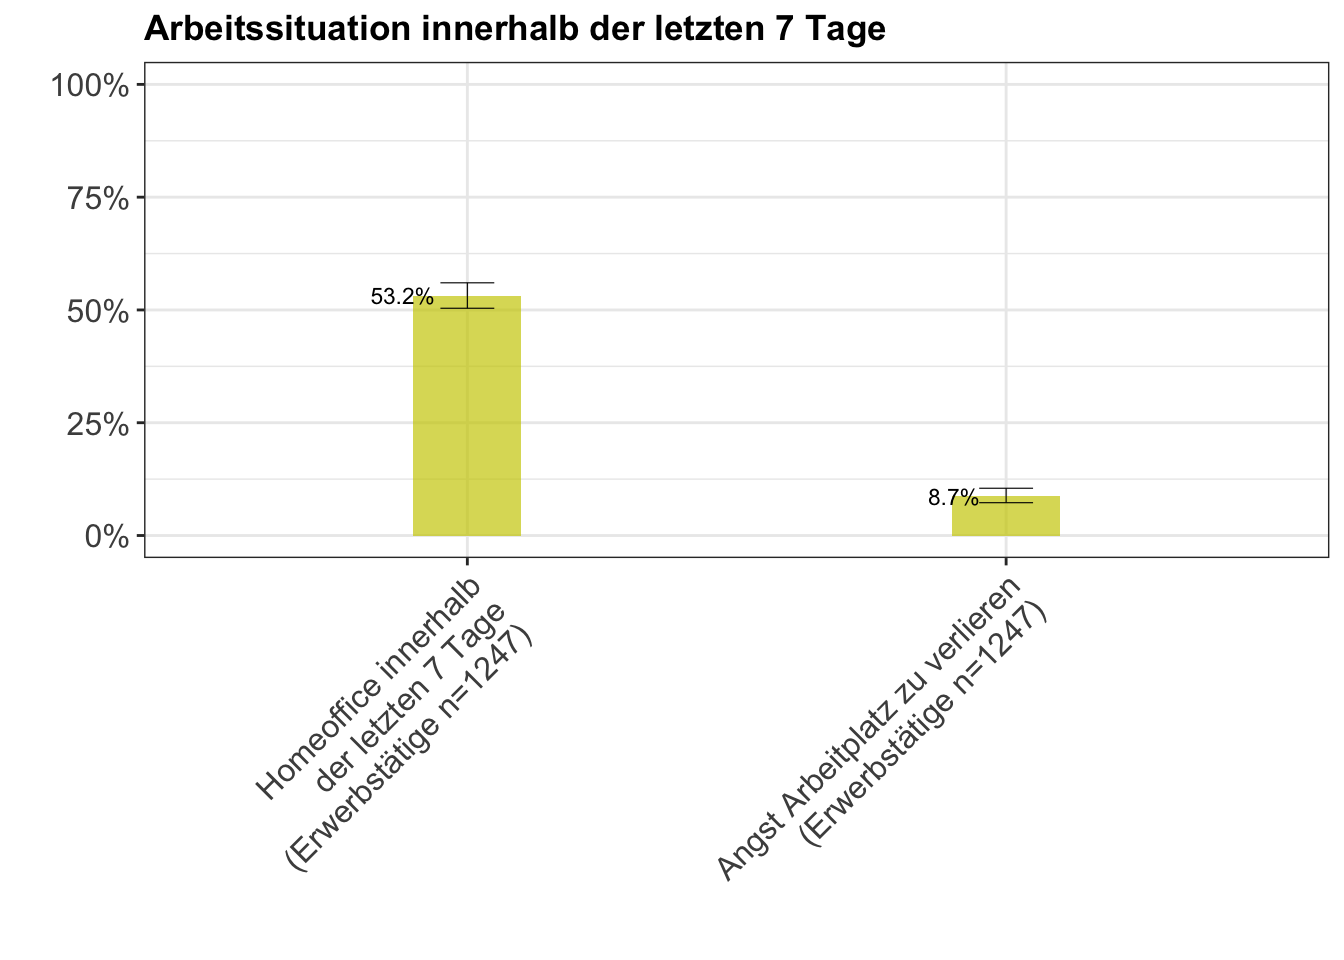 Arbeitssituation innerhalb der letzten 7 Tage
100%
75%
50%
25%
0%
53.2%
8.7%
Homeoffice innerhalb
der letzten 7 Tage
(Erwerbstätige n=1247)
Angst Arbeitplatz zu verlieren
(Erwerbstätige n=1247)